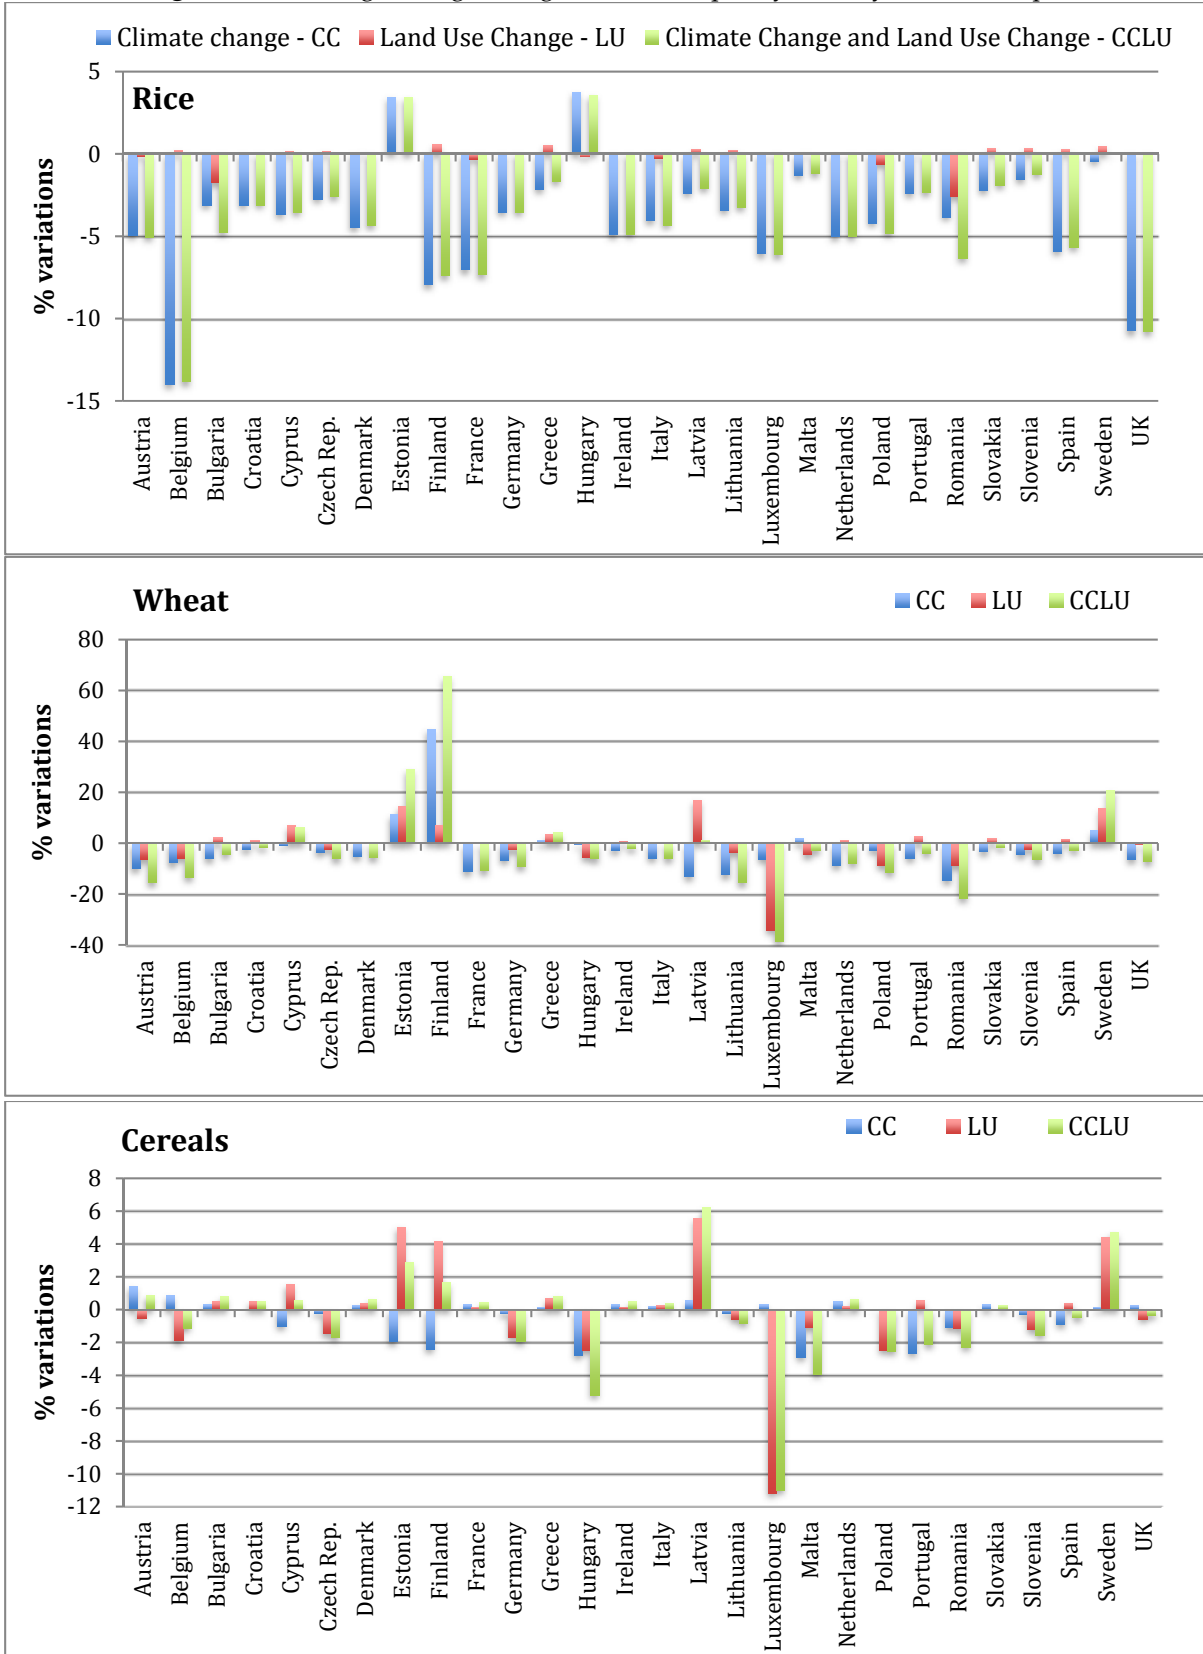 Climate change - CC Land Use Change - LU Climate Change and Land Use Change - CCLU
Rice
% variations
5
0
-5
-10
-15
Austria
Belgium
Bulgaria
Croatia
Cyprus
Czech Rep.
Denmark
Estonia
Finland
France
Germany
Greece
Hungary
Ireland
Italy
Latvia
Lithuania
Luxembourg
Malta
Netherlands
Poland
Portugal
Romania
Slovakia
Slovenia
Spain
Sweden
UK
Wheat
CC LU CCLU
% variations
80
60
40
20
0
-20
-40
Austria
Belgium
Bulgaria
Croatia
Cyprus
Czech Rep.
Denmark
Estonia
Finland
France
Germany
Greece
Hungary
Ireland
Italy
Latvia
Lithuania
Luxembourg
Malta
Netherlands
Poland
Portugal
Romania
Slovakia
Slovenia
Spain
Sweden
UK
Cereals
CC LU CCLU
% variations
8
6
4
2
0
-2
-4
-6
-8
-10
-12
Austria
Belgium
Bulgaria
Croatia
Cyprus
Czech Rep.
Denmark
Estonia
Finland
France
Germany
Greece
Hungary
Ireland
Italy
Latvia
Lithuania
Luxembourg
Malta
Netherlands
Poland
Portugal
Romania
Slovakia
Slovenia
Spain
Sweden
UK